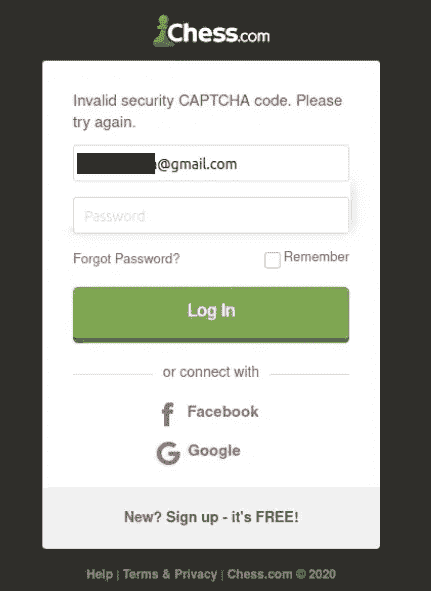 Chess.com
Invalid security CAPTCHA code. Please
try again.
@gmail.com
Password
Forgot Password?
Remember
Log In
or connect with
Facebook
Google
New? Sign up - it's FREE!
Help | Terms & Privacy | Chess.com © 2020